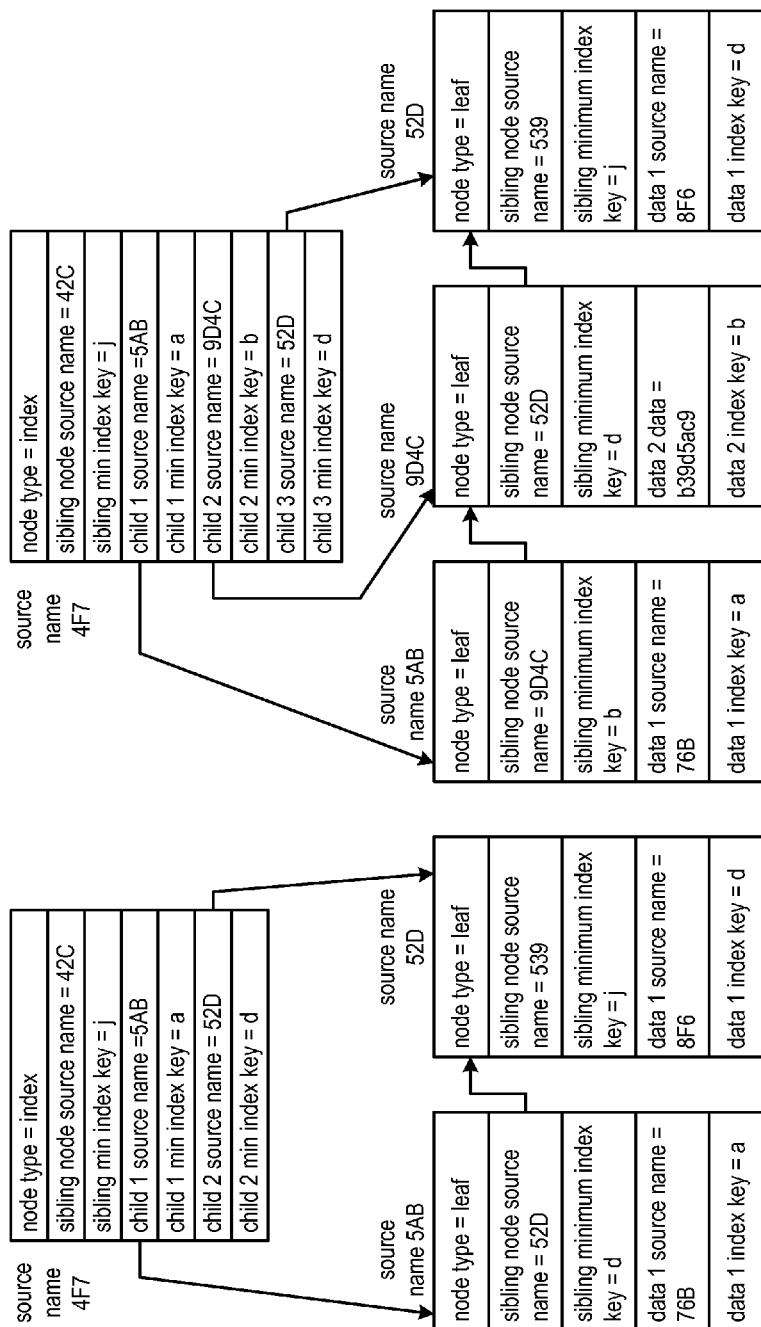 source
name
4F7
node type = index
sibling node source name = 42C
sibling min index key = j
child 1 source name =5AB
child 1 min index key = a
child 2 source name = 52D
child 2 min index key = d
source
name 5AB
node type = leaf
sibling node source
name = 52D
sibling minimum index
key = d
data 1 source name =
76B
data 1 index key = a
source name
52D
node type = leaf
sibling node source
name = 539
sibling minimum index
key = j
data 1 source name =
8F6
data 1 index key = d
source
name
4F7
node type = index
sibling node source name = 42C
sibling min index key = j
child 1 source name =5AB
child 1 min index key = a
child 2 source name = 9D4C
child 2 min index key = b
child 3 source name = 52D
child 3 min index key = d
source
name 5AB
node type = leaf
sibling node source
name = 9D4C
sibling minimum index
key = b
data 1 source name =
76B
data 1 index key = a
source name
9D4C
node type = leaf
sibling node source
name = 52D
sibling minimum index
key = d
data 2 data =
b39d5ac9
data 2 index key = b
source name
52D
node type = leaf
sibling node source
name = 539
sibling minimum index
key = j
data 1 source name =
8F6
data 1 index key = d